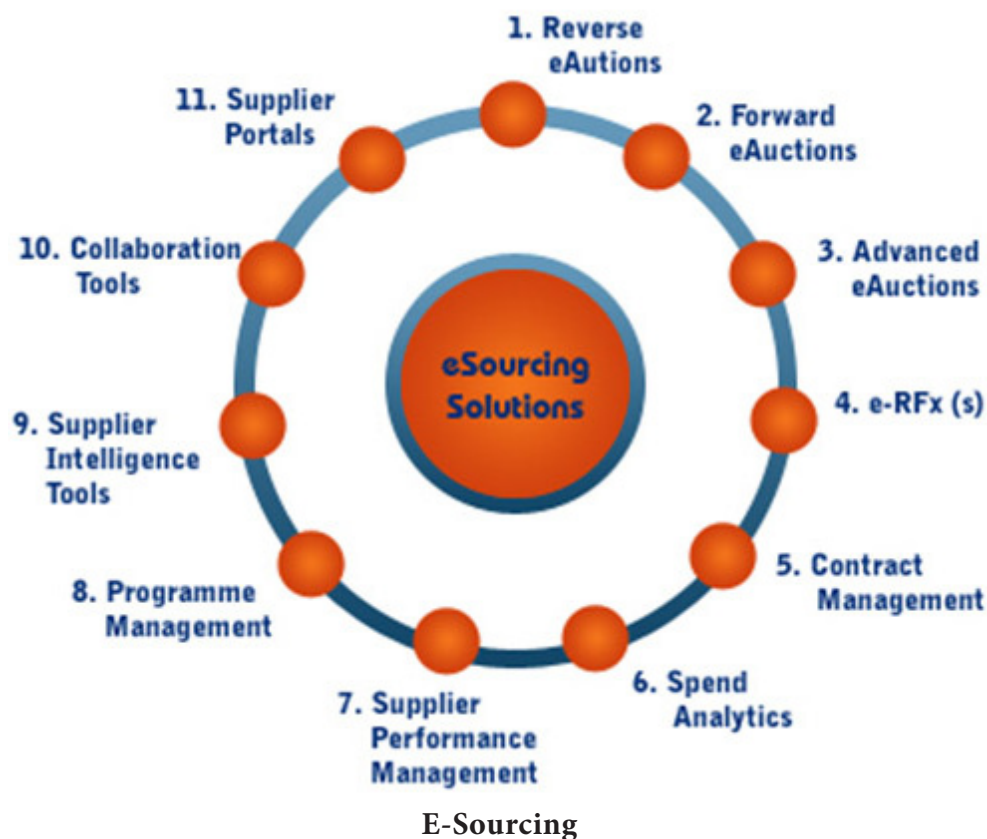 1. Reverse
eAutions
2. Forward
eAuctions
3. Advanced
eAuctions
4. e-RFx (s)
5. Contract
Management
6. Spend
Analytics
7. Supplier
Performance
Management
8. Programme
Management
9. Supplier
Intelligence
Tools
10. Collaboration
Tools
11. Supplier
Portals
eSourcing
Solutions
E-Sourcing